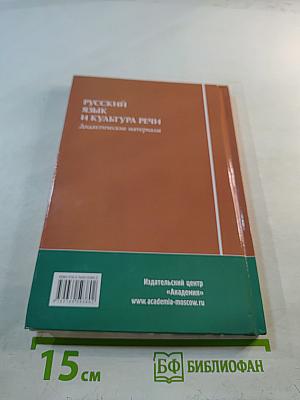 РУССКИЙ
ЯЗЫК
И КУЛЬТУРА РЕЧИ
Дидактические материалы
Издательский центр
«Академия»
www.academia-moscow.ru
15 см
БФ БИБЛИОФАН